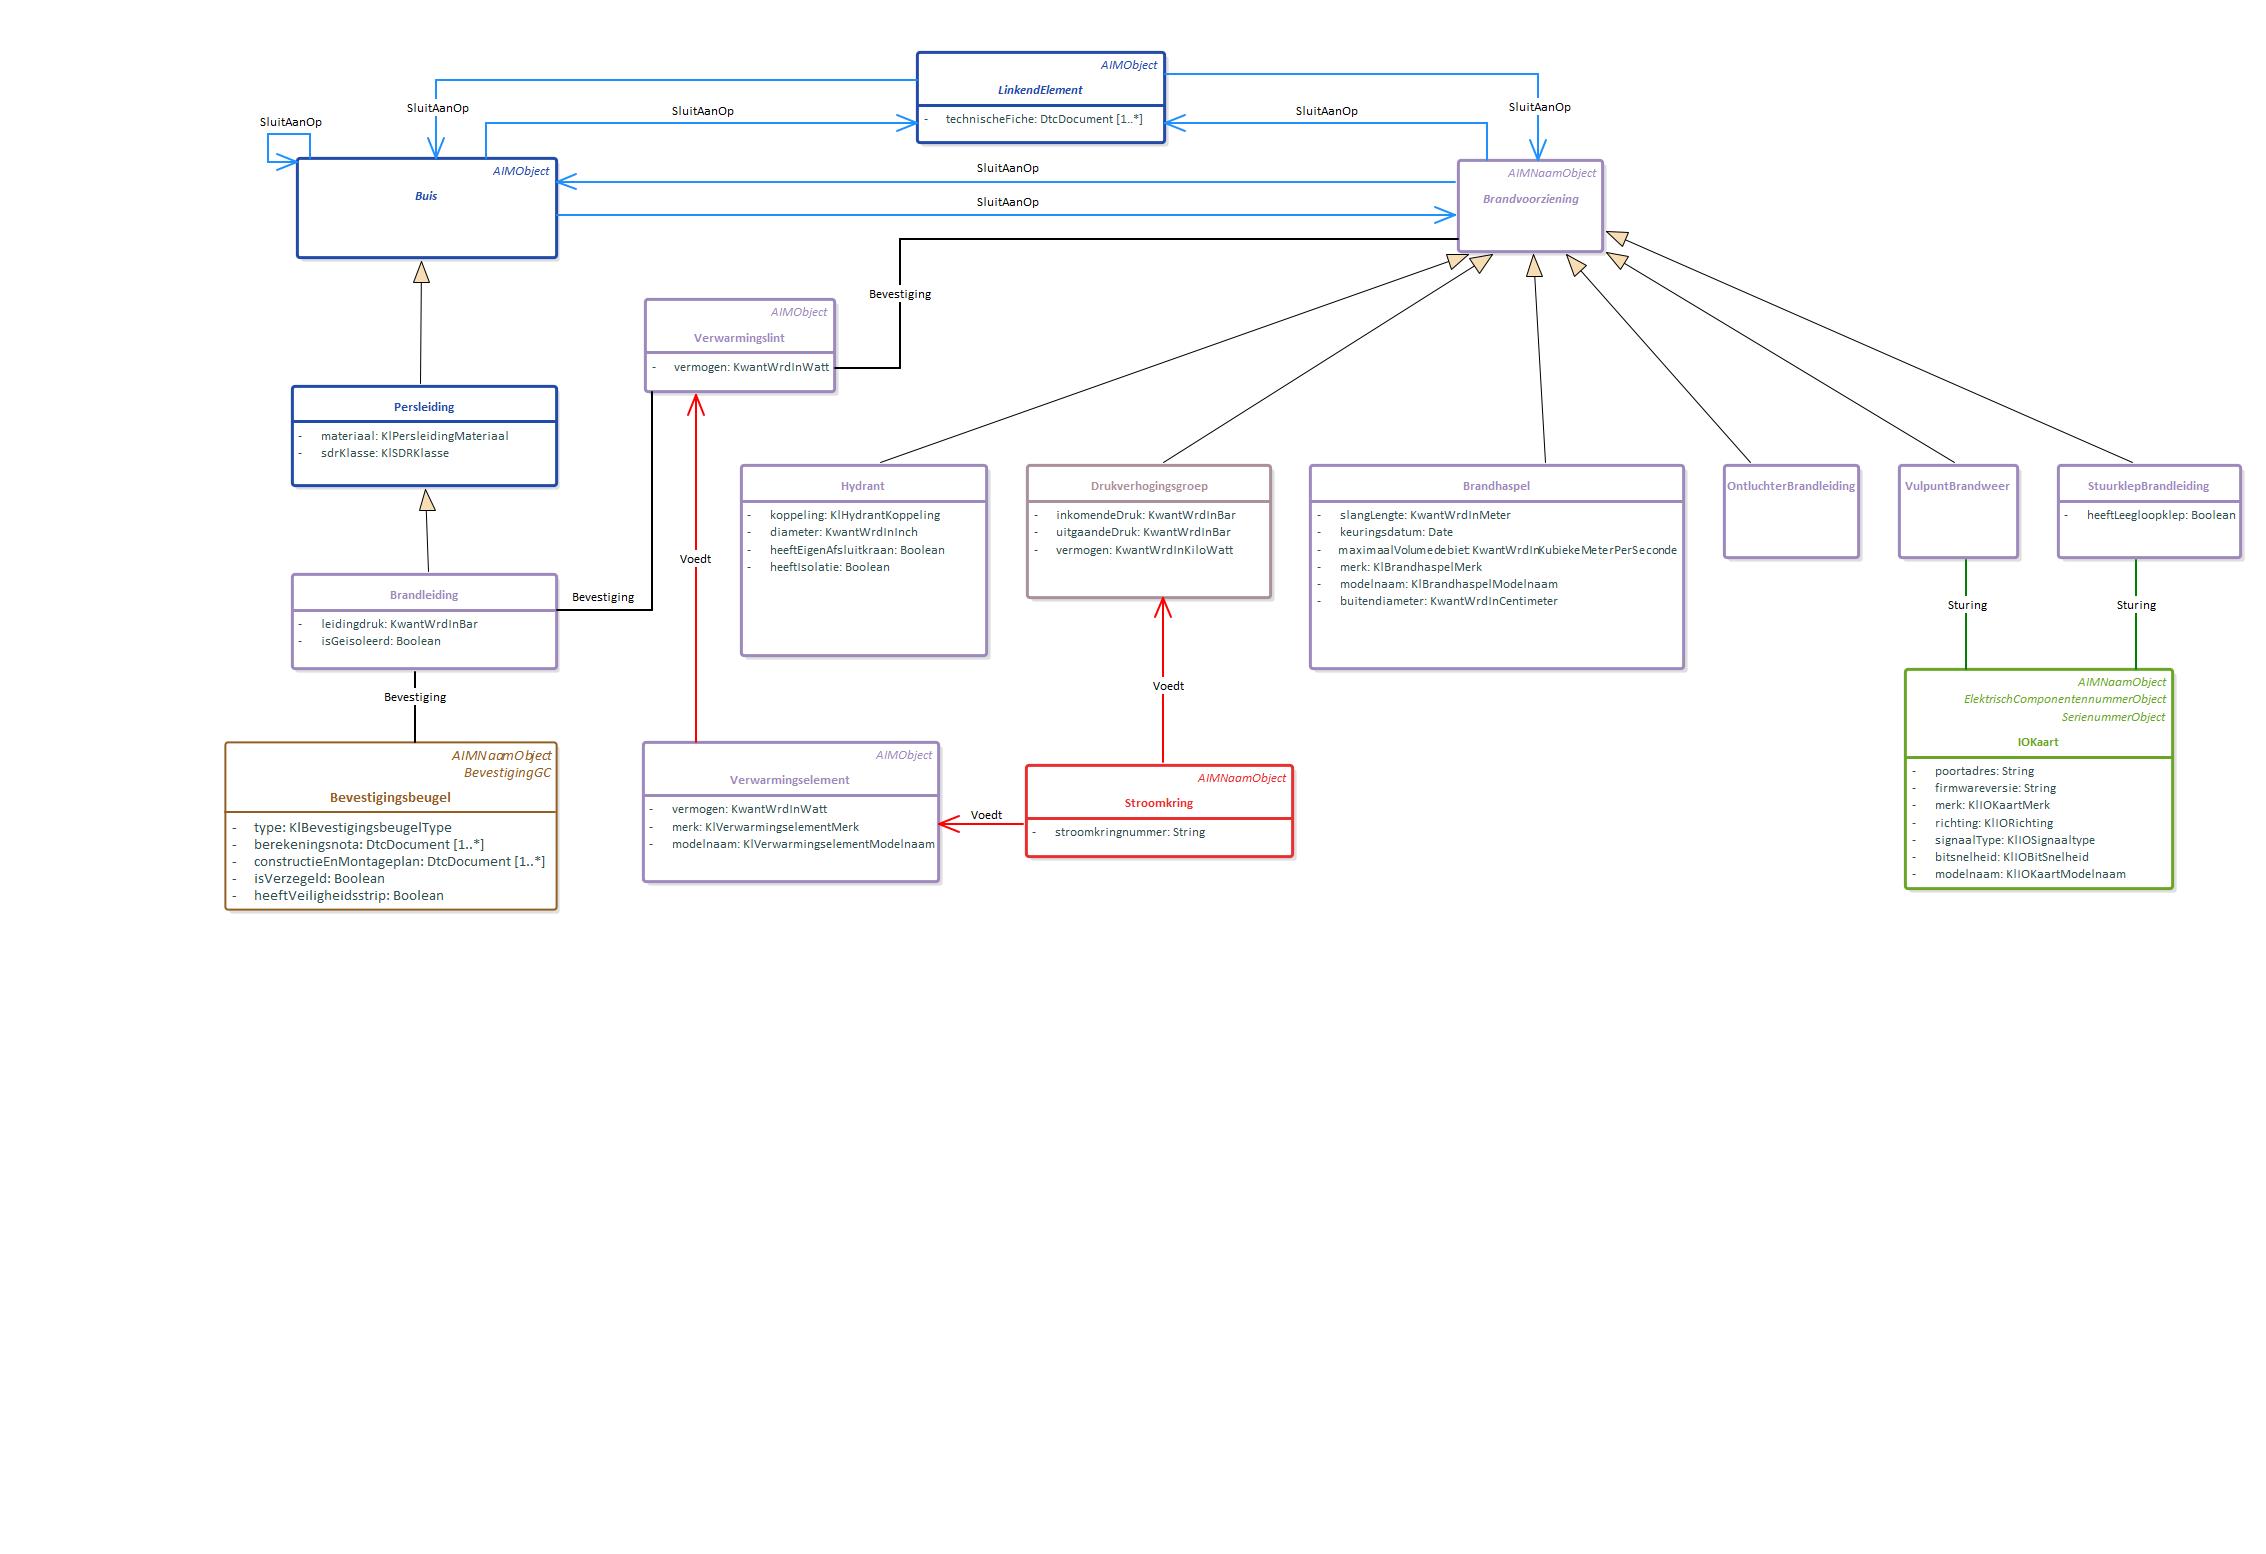 AIMObject
LinkendElement
- technischeFiche: DtcDocument [1..*]
SluitAanOp
SluitAanOp
SluitAanOp
SluitAanOp
SluitAanOp
AIMObject
Buis
SluitAanOp
SluitAanOp
AIMNaamObject
Brandvoorziening
Bevestiging
AIMObject
Verwarmingslint
- vermogen: KwantWrdInWatt
Persleiding
- materiaal: KlPersleidingMateriaal
- sdrKlasse: KlSDRKlasse
Hydrant
- koppeling: KlHydrantKoppeling
- diameter: KwantWrdInInch
- heeftEigenAfsluitkraan: Boolean
- heeftIsolatie: Boolean
Drukverhogingsgroep
- inkomendeDruk: KwantWrdInBar
- uitgaandeDruk: KwantWrdInBar
- vermogen: KwantWrdInKiloWatt
Brandhaspel
- slangLengte: KwantWrdInMeter
- keuringsdatum: Date
- maximaalVolumedebiet: KwantWrdInKubiekeMeterPerSeconde
- merk: KlBrandhaspelMerk
- modelnaam: KlBrandhaspelModelnaam
- buitendiameter: KwantWrdInCentimeter
OntluchterBrandleiding
VulpuntBrandweer
StuurklepBrandleiding
- heeftLeegloopklep: Boolean
Voedt
Brandleiding
- leidingdruk: KwantWrdInBar
- isGeisoleerd: Boolean
Bevestiging
Sturing
Sturing
Bevestiging
Voedt
AIMNaamObject
BevestigingGC
Bevestigingsbeugel
- type: KlBevestigingsbeugelType
- berekeningsnota: DtcDocument [1..*]
- constructieEnMontageplan: DtcDocument [1..*]
- isVerzegeld: Boolean
- heeftVeiligheidsstrip: Boolean
AIMObject
Verwarmingselement
- vermogen: KwantWrdInWatt
- merk: KlVerwarmingselementMerk
- modelnaam: KlVerwarmingselementModelnaam
Voedt
AIMNaamObject
Stroomkring
- stroomkringnummer: String
AIMNaamObject
ElektrischComponentennummerObject
SerienummerObject
IOKaart
- poortadres: String
- firmwareversie: String
- merk: KlIOKaartMerk
- richting: KlIORichting
- signaalType: KlIOSignaaltype
- bitsnelheid: KlIOBitSnelheid
- modelnaam: KlIOKaartModelnaam